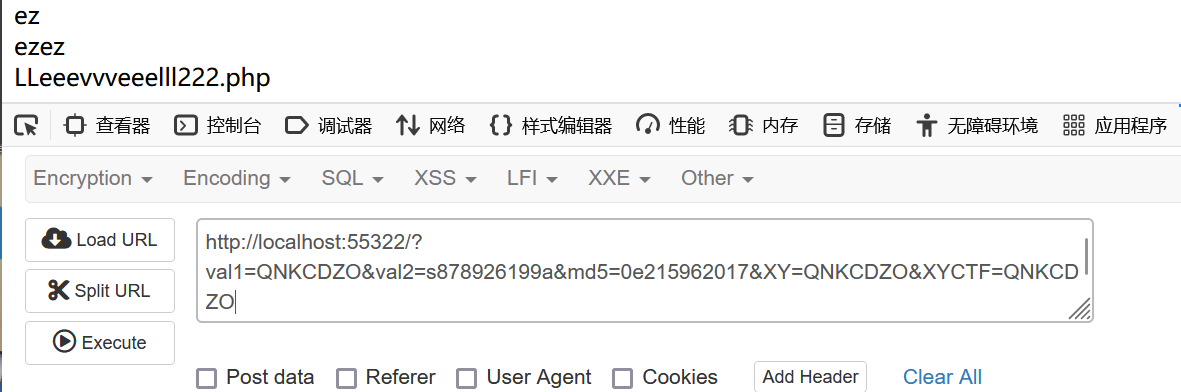 ez
ezez
LLeeevvveeelll222.php
查看器 控制台 调试器 网络 样式编辑器 性能 内存 存储 无障碍环境 应用程序
Encryption Encoding SQL XSS LFI XXE Other
Load URL
Split URL
Execute
http://localhost:55322/?
val1=QNKCDZO&val2=s878926199a&md5=0e215962017&XY=QNKCDZO&XYCTF=QNKCD
ZO
Post data Referer User Agent Cookies Add Header Clear All